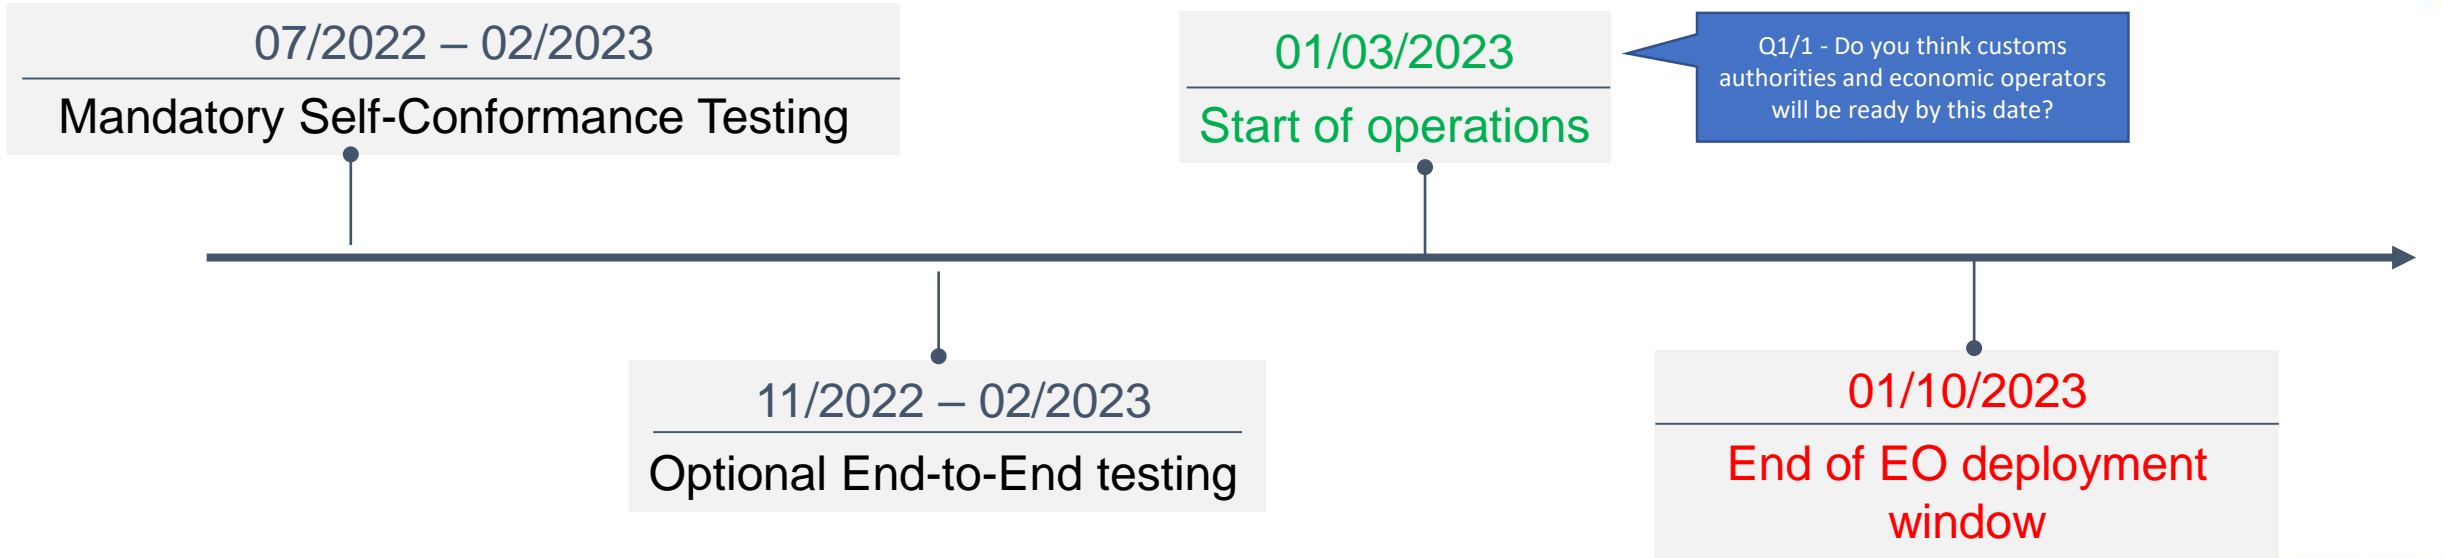 07/2022 – 02/2023
Mandatory Self-Conformance Testing
01/03/2023
Start of operations
Q1/1 - Do you think customs
authorities and economic operators
will be ready by this date?
11/2022 – 02/2023
Optional End-to-End testing
01/10/2023
End of EO deployment
window